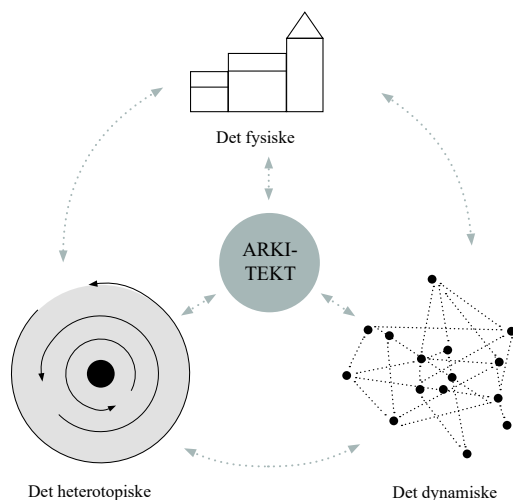 Det fysiske
ARKI-
TEKT
Det heterotopiske
Det dynamiske